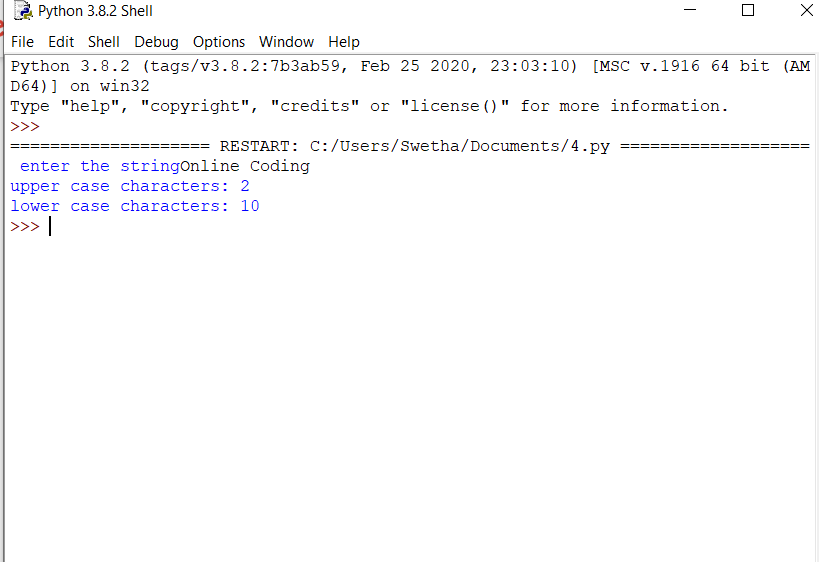 Python 3.8.2 Shell
File Edit Shell Debug Options Window Help
Python 3.8.2 (tags/v3.8.2:7b3ab59, Feb 25 2020, 23:03:10) [MSC v.1916 64 bit (AM
D64)] on win32
Type "help", "copyright", "credits" or "license()" for more information.
>>>
==================== RESTART: C:/Users/Swetha/Documents/4.py ===================
 enter the stringOnline Coding
upper case characters: 2
lower case characters: 10
>>>